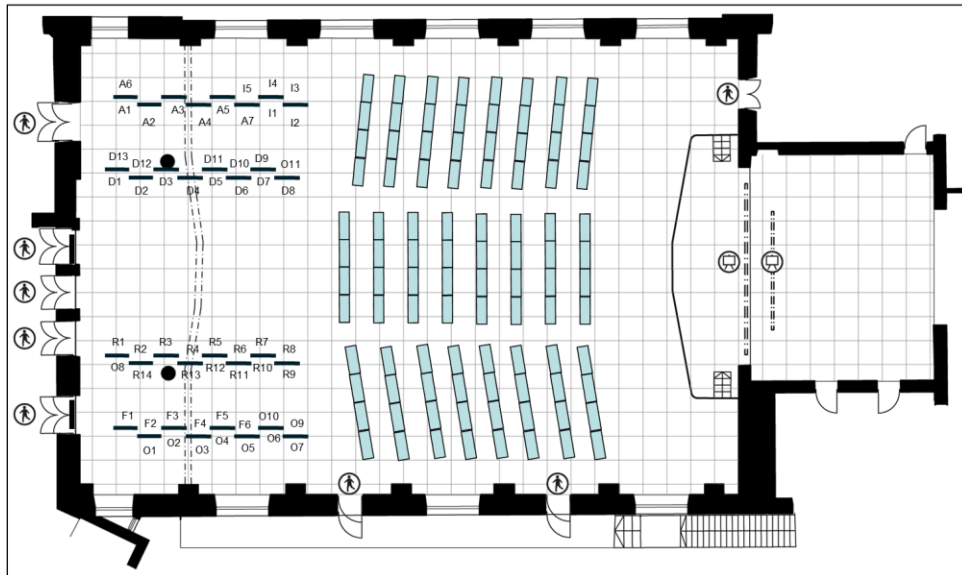 A6 I5 I4 I3
A1 A2 A3 A4 A5 A7 I1 I2
D13 D12 D11 D10 D9 O11
D1 D2 D3 D4 D5 D6 D7 D8
R1 R2 R3 R4 R5 R6 R7 R8
O8 R14 R13 R12 R11 R10 R9
F1 F2 F3 F4 F5 F6 O10 O9
O1 O2 O3 O4 O5 O6 O7